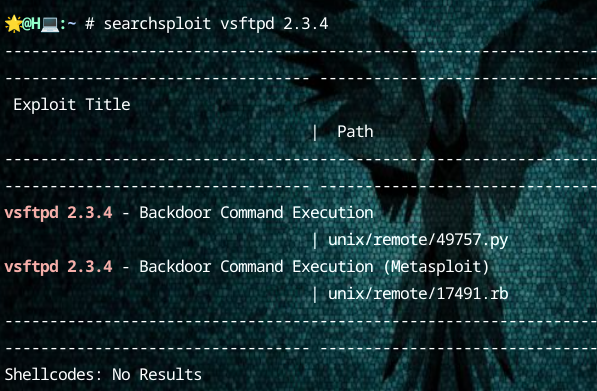 🌟@H💻:~ # searchsploit vsftpd 2.3.4
------------------------------------------------------------------
---------------------------------- -------------------------------
 Exploit Title
                                  |  Path
------------------------------------------------------------------
---------------------------------- -------------------------------
vsftpd 2.3.4 - Backdoor Command Execution
                                  | unix/remote/49757.py
vsftpd 2.3.4 - Backdoor Command Execution (Metasploit)
                                  | unix/remote/17491.rb
------------------------------------------------------------------
---------------------------------- -------------------------------
Shellcodes: No Results